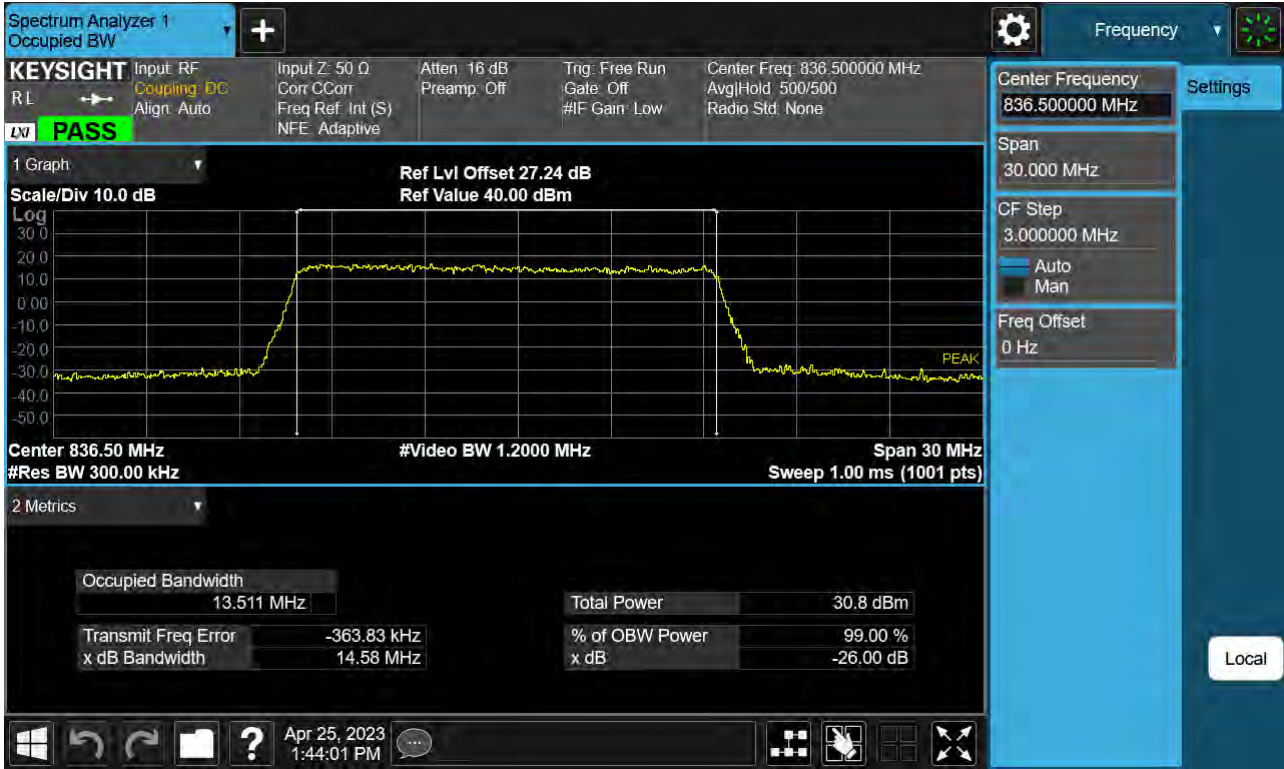 Spectrum Analyzer 1
Occupied BW
Frequency
KEYSIGHT
RL
LXI
PASS
Input: RF
Coupling: DC
Align: Auto
Input Z: 50 Ω
Corr CCorr
Freq Ref: Int (S)
NFE: Adaptive
Atten: 16 dB
Preamp: Off
Trig: Free Run
Gate: Off
#IF Gain: Low
Center Freq: 836.500000 MHz
Avg|Hold: 500/500
Radio Std: None
Center Frequency
836.500000 MHz
Settings
Span
30.000 MHz
CF Step
3.000000 MHz
Auto
Man
Freq Offset
0 Hz
Local
1 Graph
Scale/Div 10.0 dB
Ref Lvl Offset 27.24 dB
Ref Value 40.00 dBm
Log
30.0
20.0
10.0
0.00
-10.0
-20.0
-30.0
-40.0
-50.0
PEAK
Center 836.50 MHz
#Video BW 1.2000 MHz
Span 30 MHz
#Res BW 300.00 kHz
Sweep 1.00 ms (1001 pts)
2 Metrics
Occupied Bandwidth
13.511 MHz
Total Power 30.8 dBm
Transmit Freq Error -363.83 kHz
% of OBW Power 99.00 %
x dB Bandwidth 14.58 MHz
x dB -26.00 dB
?
Apr 25, 2023
1:44:01 PM